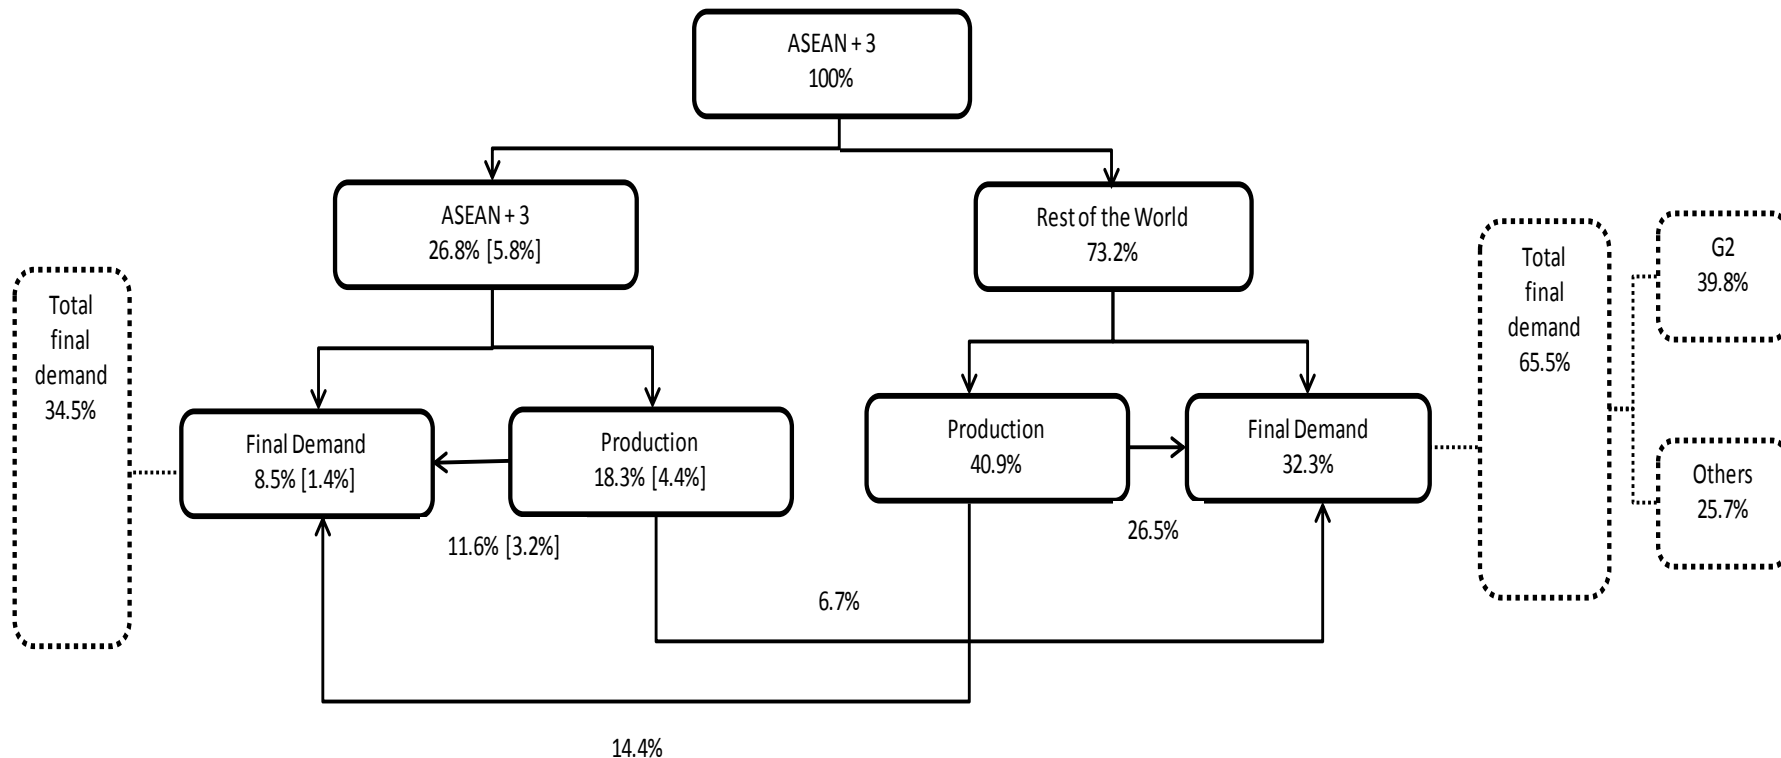 ASEAN + 3
100%
ASEAN + 3
26.8% [5.8%]
Rest of the World
73.2%
Total
final
demand
34.5%
Final Demand
8.5% [1.4%]
Production
18.3% [4.4%]
Production
40.9%
Final Demand
32.3%
Total
final
demand
65.5%
G2
39.8%
Others
25.7%
11.6% [3.2%]
26.5%
6.7%
14.4%